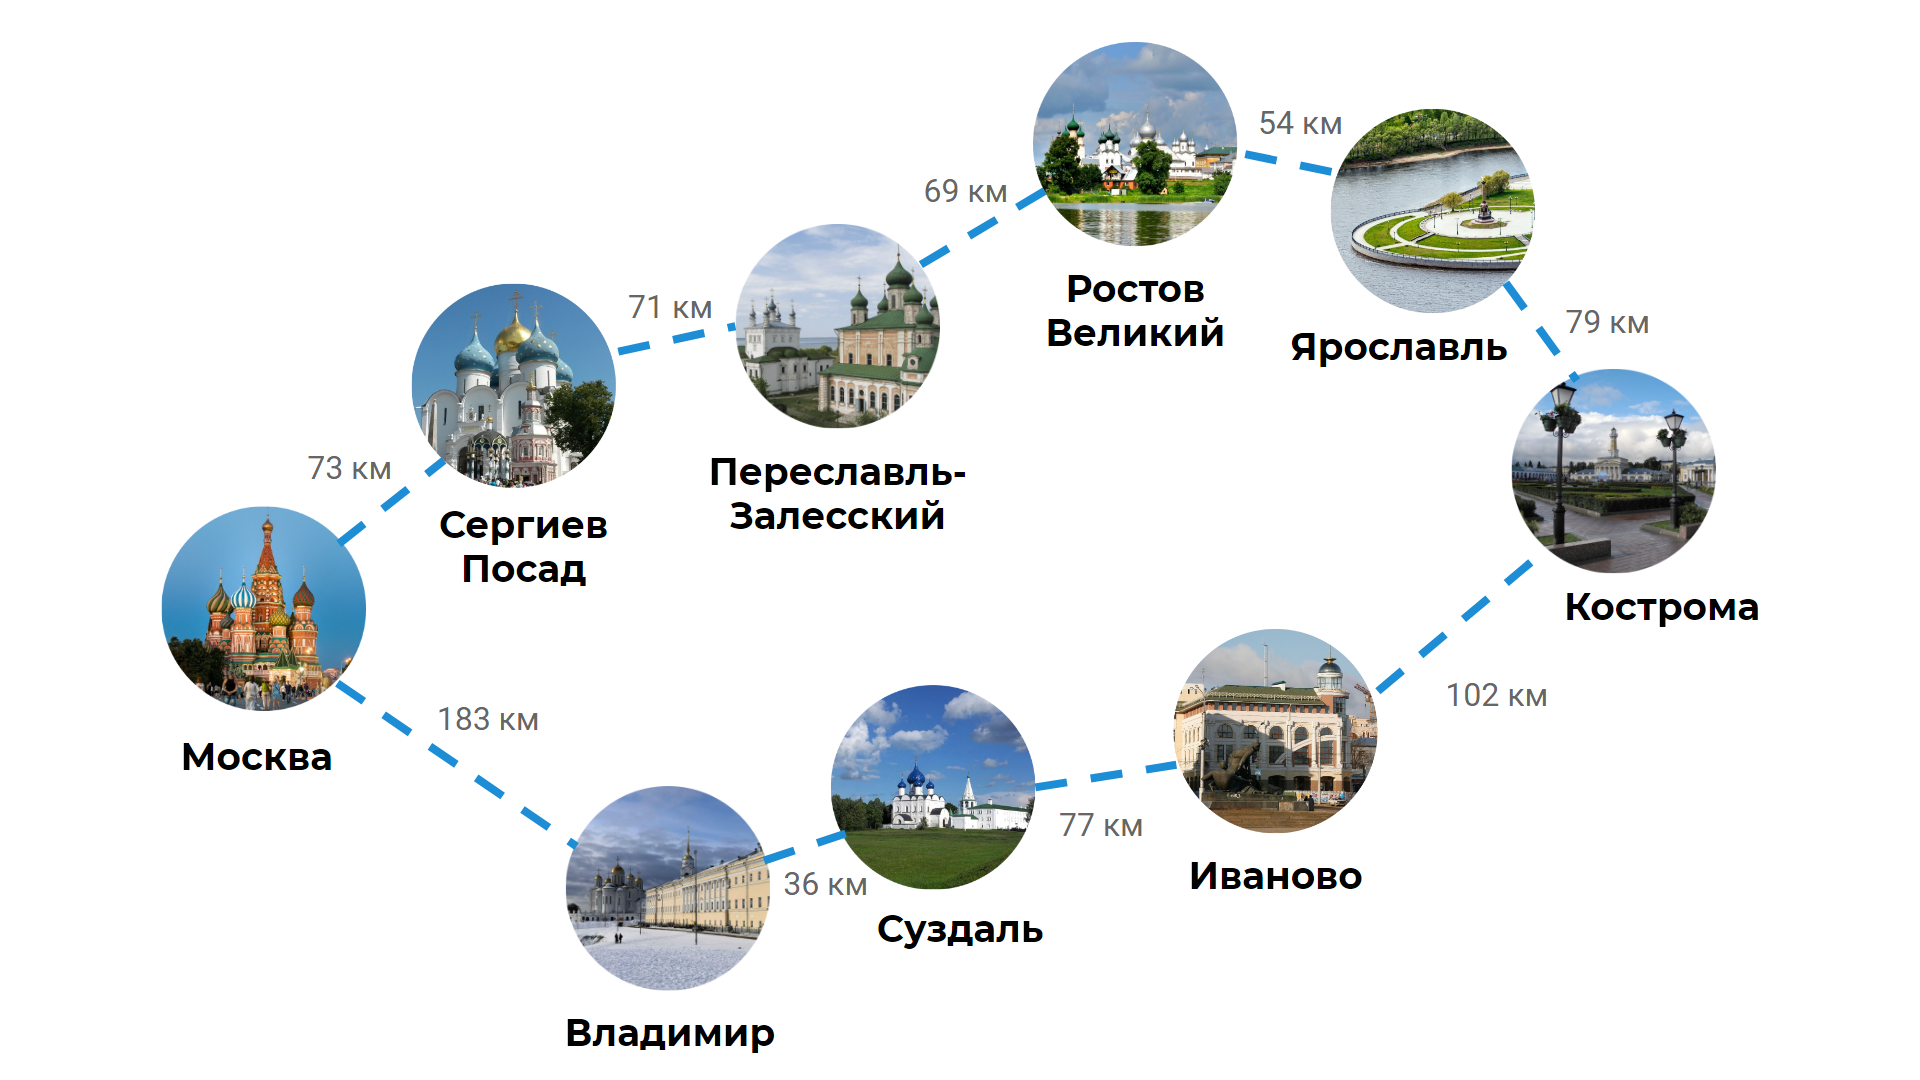 54 км
69 км
Ростов
Великий
71 км
79 км
Ярославль
73 км
Переславль-
Залесский
Сергиев
Посад
Кострома
102 км
183 км
Москва
77 км
Иваново
36 км
Суздаль
Владимир